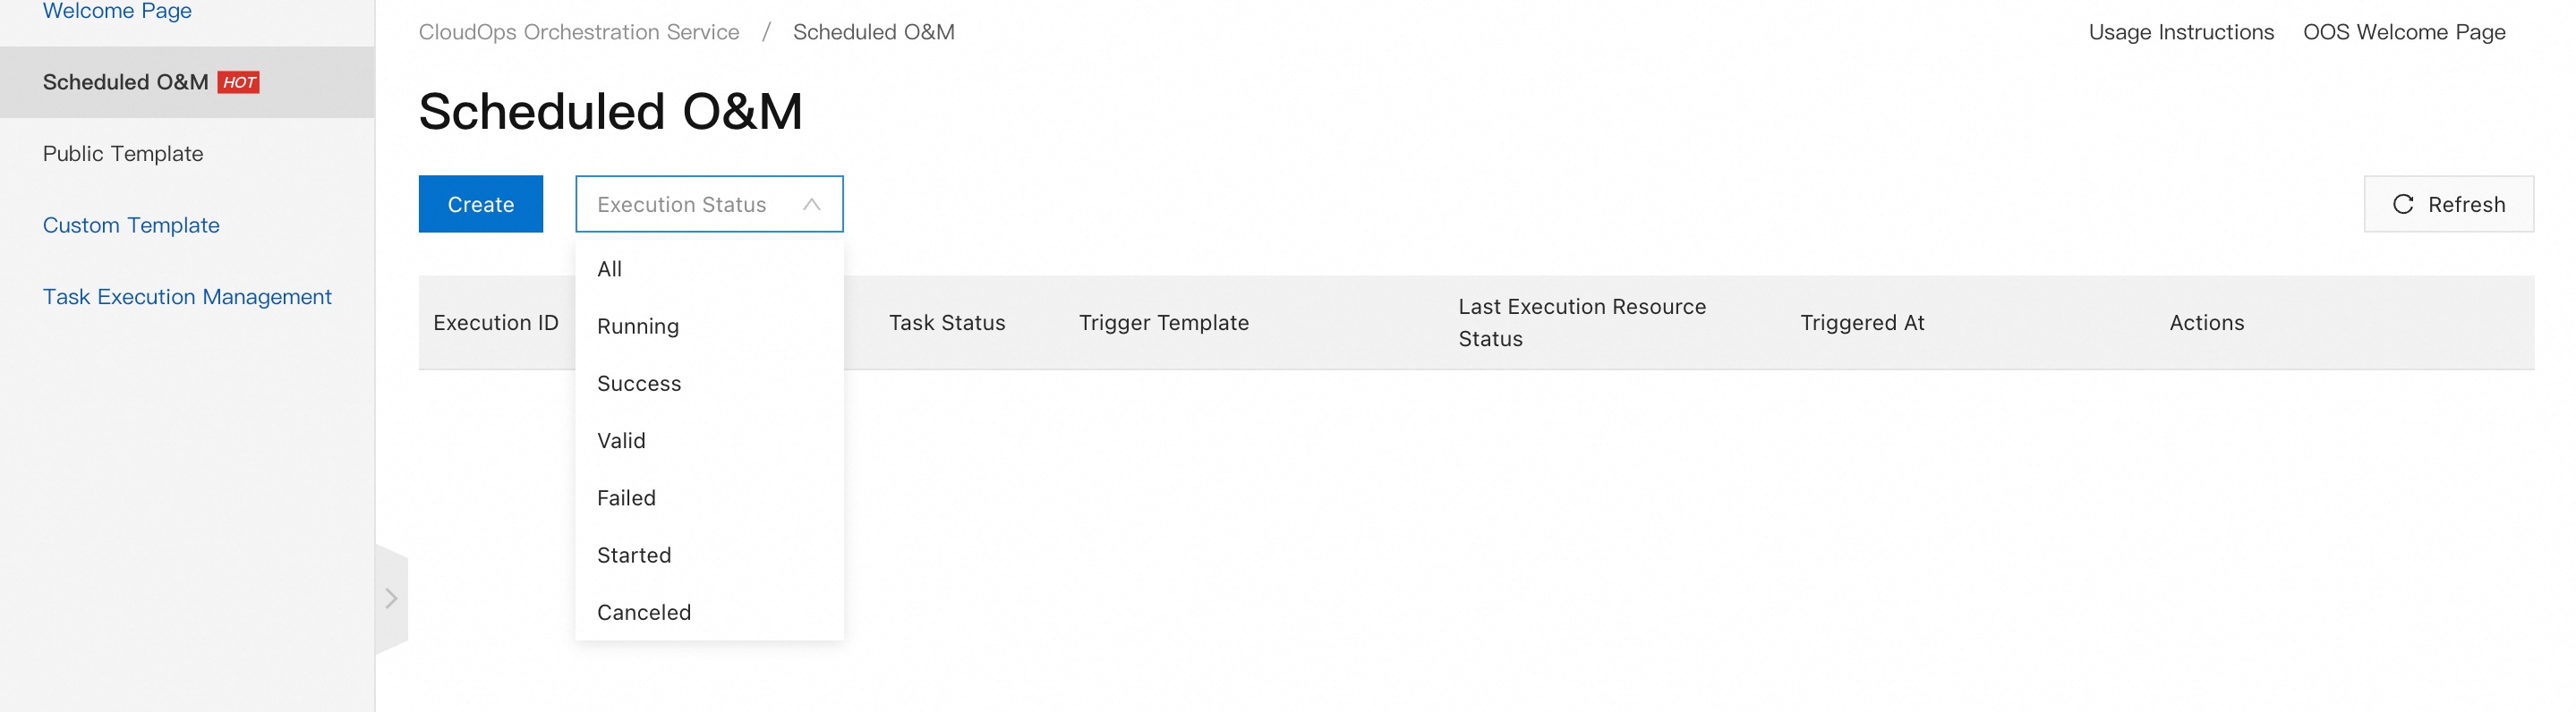 Welcome Page
Scheduled O&M HOT
Public Template
Custom Template
Task Execution Management
CloudOps Orchestration Service / Scheduled O&M
Usage Instructions
OOS Welcome Page
Scheduled O&M
Create
Execution Status
Refresh
All
Running
Success
Valid
Failed
Started
Canceled
Execution ID
Task Status
Trigger Template
Last Execution Resource
Status
Triggered At
Actions